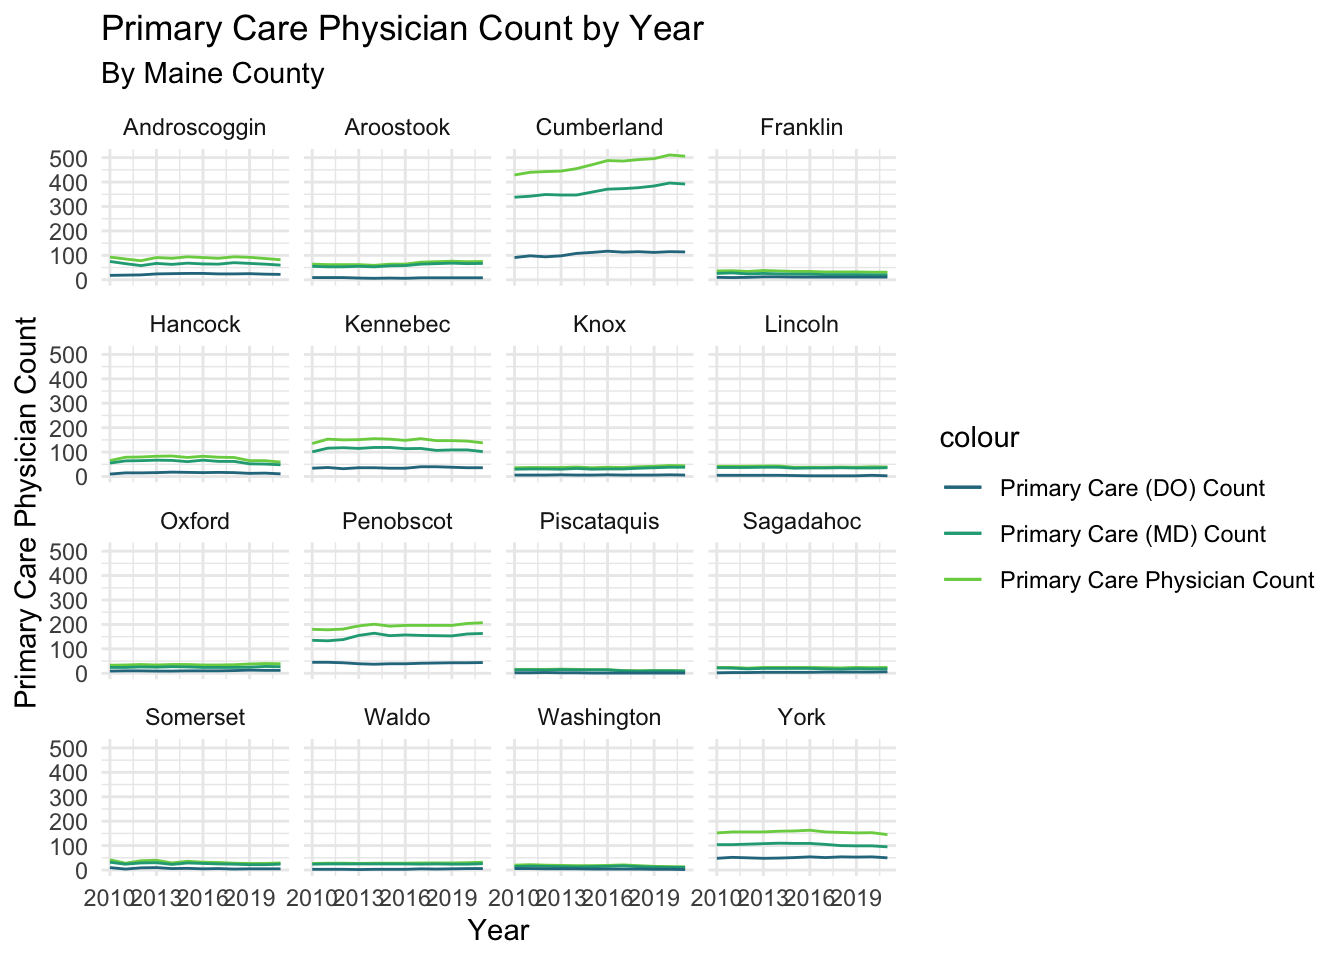 Primary Care Physician Count by Year
By Maine County
Androscoggin Aroostook Cumberland Franklin
500
400
300
200
100
0
Hancock Kennebec Knox Lincoln
500
400
300
200
100
0
Oxford Penobscot Piscataquis Sagadahoc
500
400
300
200
100
0
Somerset Waldo Washington York
500
400
300
200
100
0
2010 2013 2016 2019 2010 2013 2016 2019 2010 2013 2016 2019 2010 2013 2016 2019
Year
Primary Care Physician Count
colour
Primary Care (DO) Count
Primary Care (MD) Count
Primary Care Physician Count